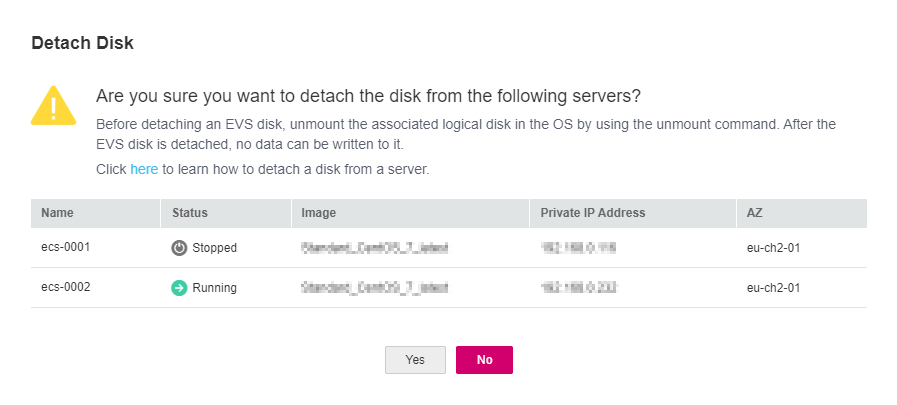 Detach Disk
Are you sure you want to detach the disk from the following servers?
Before detaching an EVS disk, unmount the associated logical disk in the OS by using the unmount command. After the
EVS disk is detached, no data can be written to it.
Click here to learn how to detach a disk from a server.
Name Status Image Private IP Address AZ
ecs-0001 Stopped eu-ch2-01
ecs-0002 Running eu-ch2-01
Yes No